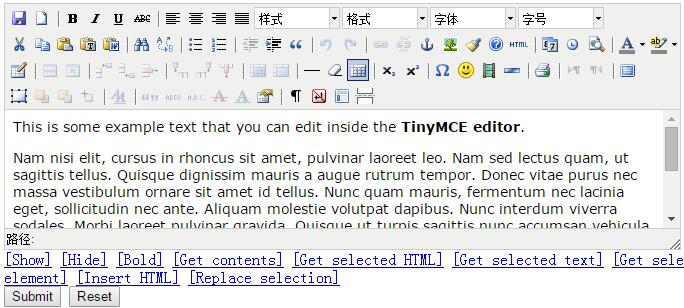 B I U ABC 样式 格式 字体 字号
HTML
This is some example text that you can edit inside the TinyMCE editor.
Nam nisi elit, cursus in rhoncus sit amet, pulvinar laoreet leo. Nam sed lectus quam, ut
sagittis tellus. Quisque dignissim mauris a augue rutrum tempor. Donec vitae purus nec
massa vestibulum ornare sit amet id tellus. Nunc quam mauris, fermentum nec lacinia
eget, sollicitudin nec ante. Aliquam molestie volutpat dapibus. Nunc interdum viverra
sodales. Morbi laoreet pulvinar gravida. Quisque ut turpis sagittis nunc accumsan vehicula
路径:
[Show] [Hide] [Bold] [Get contents] [Get selected HTML] [Get selected text] [Get sele
element] [Insert HTML] [Replace selection]
Submit Reset